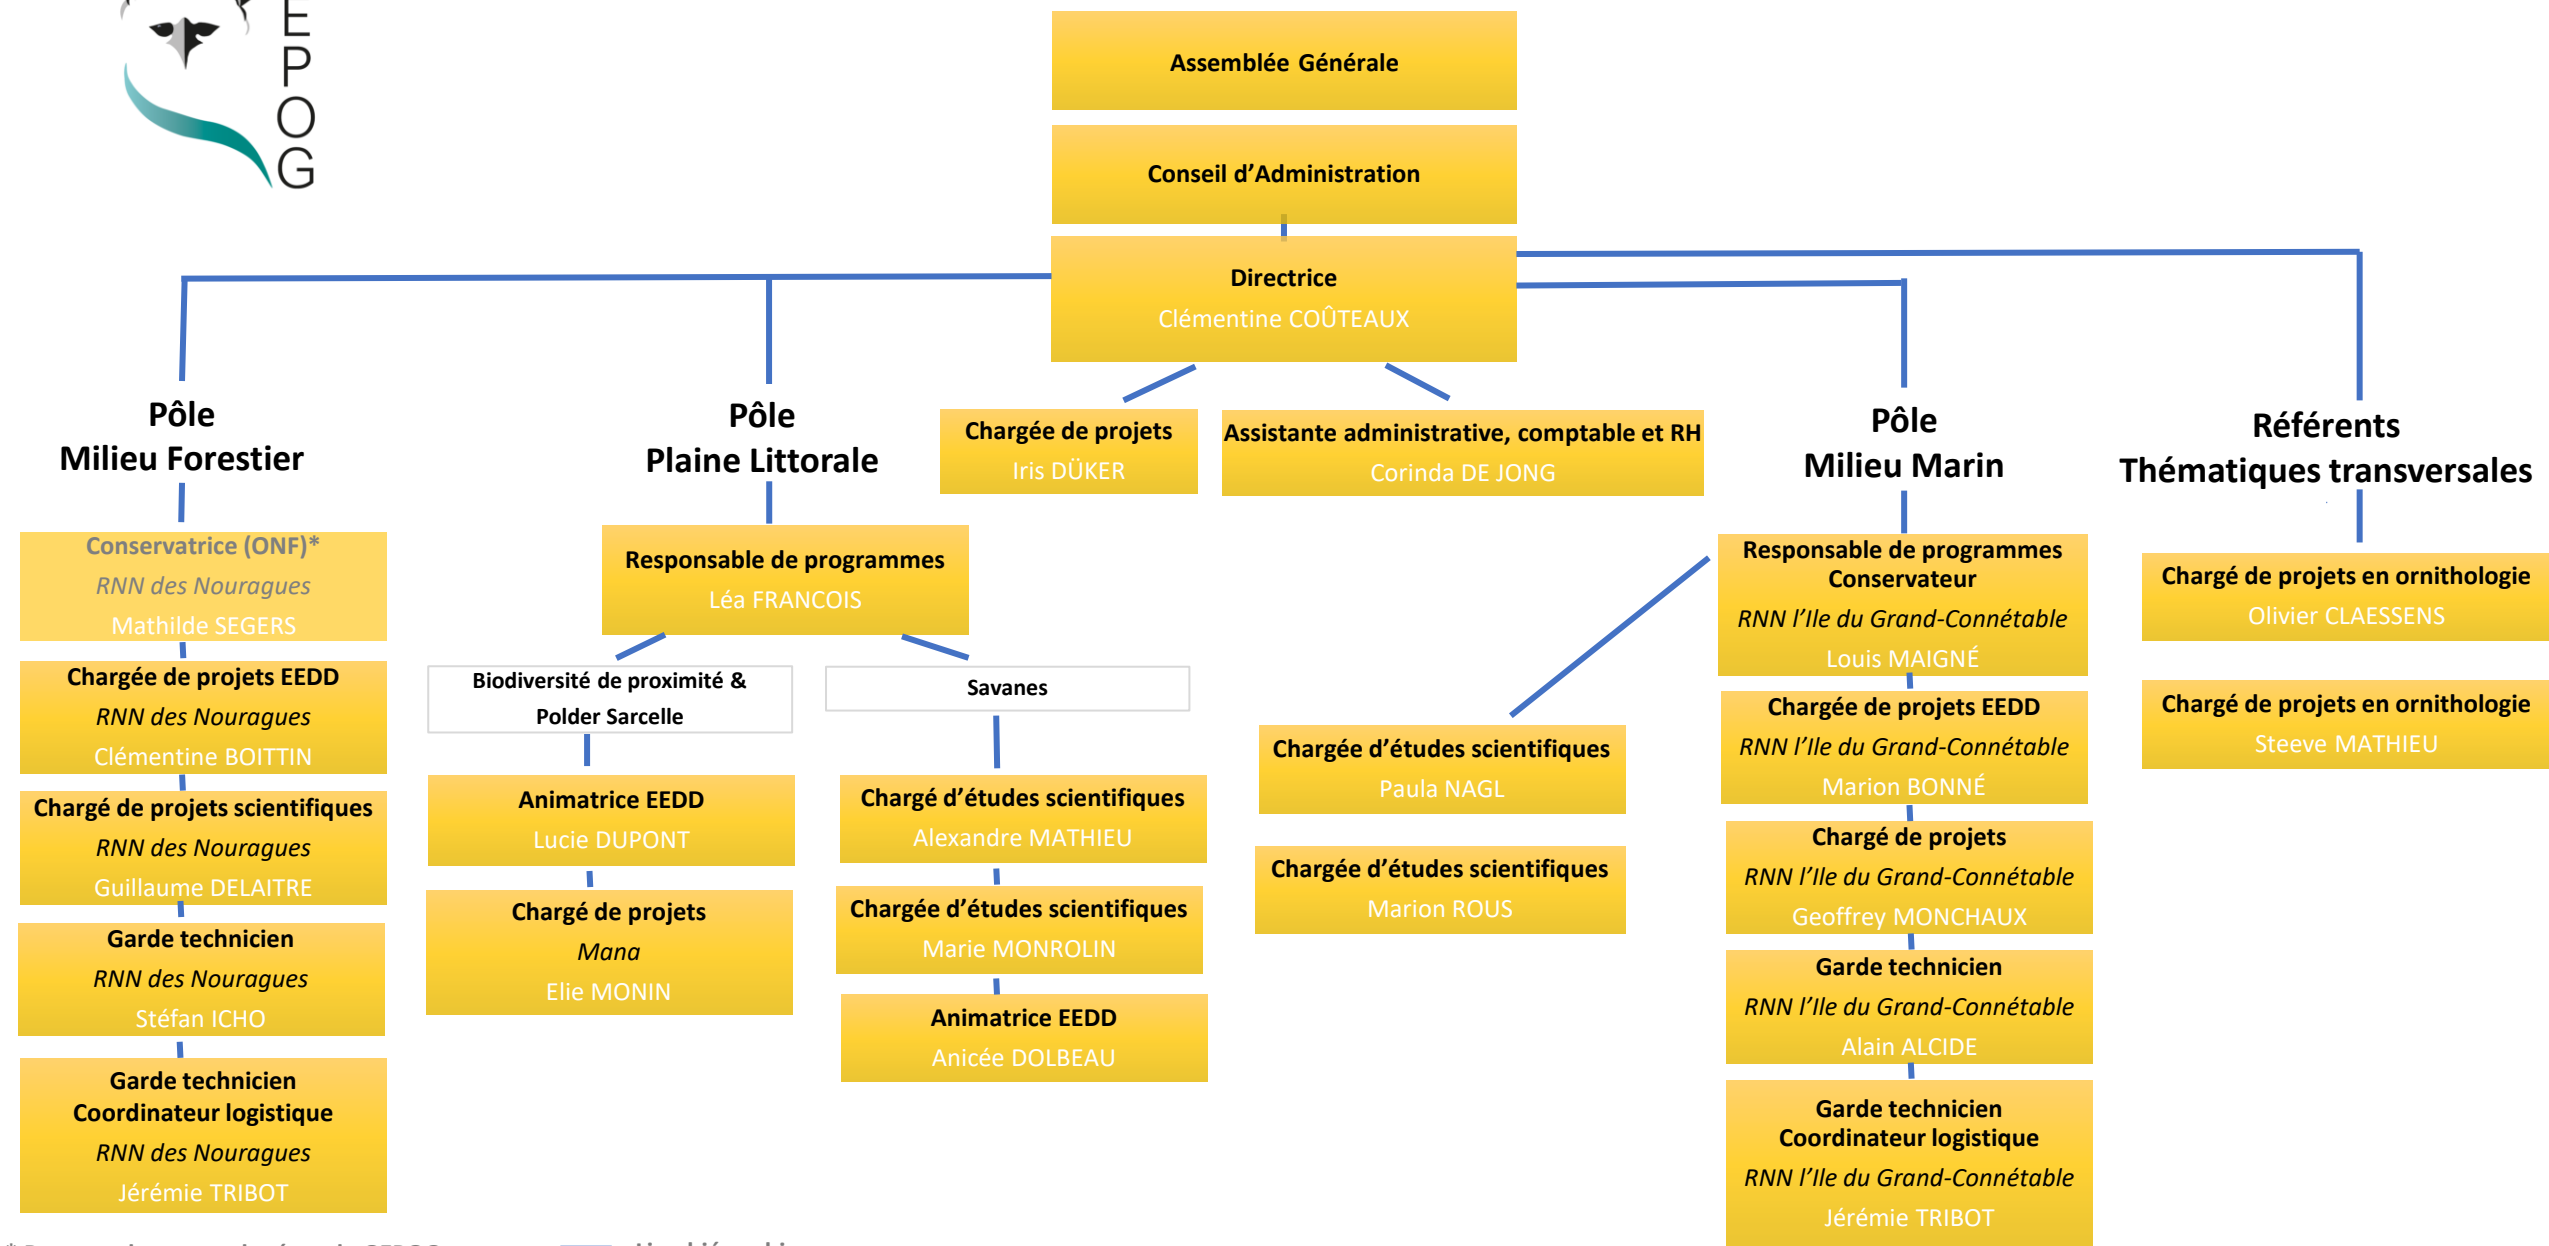 E
P
O
G
Assemblée Générale
Conseil d’Administration
Directrice
Clémentine COÛTEAUX
Chargée de projets
Iris DÜKER
Assistante administrative, comptable et RH
Corinda DE JONG
Pôle
Milieu Forestier
Conservatrice (ONF)*
RNN des Nouragues
Mathilde SEGERS
Chargée de projets EEDD
RNN des Nouragues
Clémentine BOITTIN
Chargé de projets scientifiques
RNN des Nouragues
Guillaume DELAITRE
Garde technicien
RNN des Nouragues
Stéfan ICHO
Garde technicien
Coordinateur logistique
RNN des Nouragues
Jérémie TRIBOT
Pôle
Plaine Littorale
Responsable de programmes
Léa FRANCOIS
Biodiversité de proximité &
Polder Sarcelle
Animatrice EEDD
Lucie DUPONT
Chargé de projets
Mana
Elie MONIN
Savanes
Chargé d’études scientifiques
Alexandre MATHIEU
Chargée d’études scientifiques
Marie MONROLIN
Animatrice EEDD
Anicée DOLBEAU
Pôle
Milieu Marin
Responsable de programmes
Conservateur
RNN l’Ile du Grand-Connétable
Louis MAIGNÉ
Chargée d’études scientifiques
Paula NAGL
Chargée d’études scientifiques
Marion ROUS
Chargée de projets EEDD
RNN l’Ile du Grand-Connétable
Marion BONNÉ
Chargé de projets
RNN l’Ile du Grand-Connétable
Geoffrey MONCHAUX
Garde technicien
RNN l’Ile du Grand-Connétable
Alain ALCIDE
Garde technicien
Coordinateur logistique
RNN l’Ile du Grand-Connétable
Jérémie TRIBOT
Référents
Thématiques transversales
Chargé de projets en ornithologie
Olivier CLAESSENS
Chargé de projets en ornithologie
Steeve MATHIEU